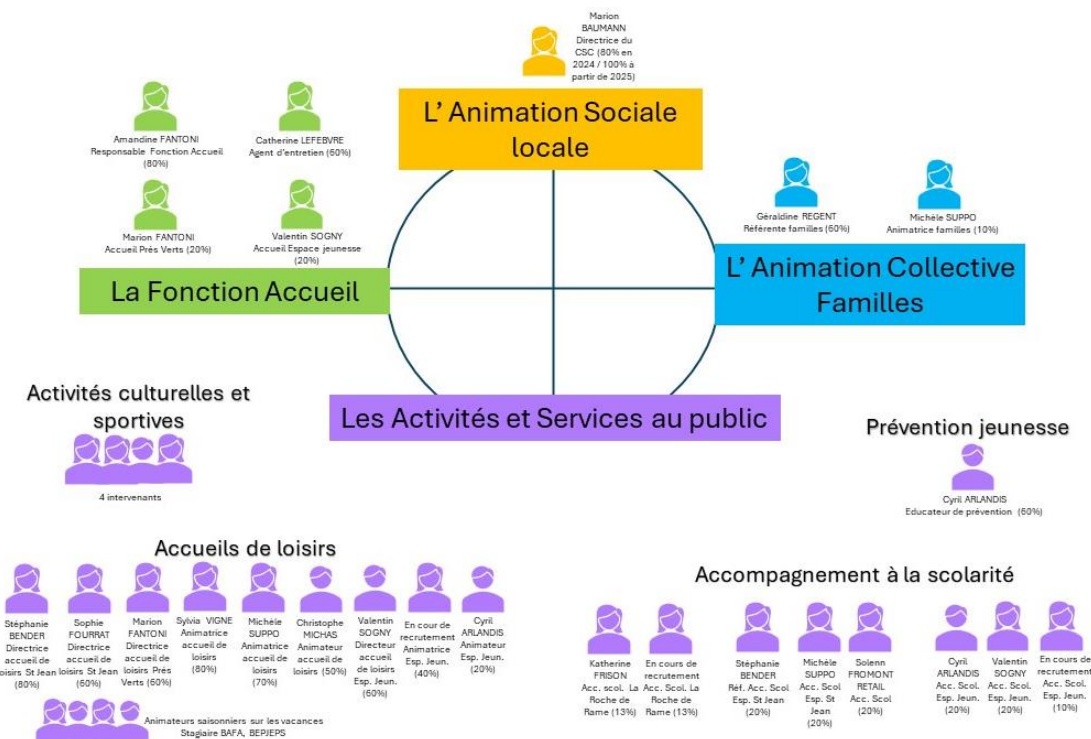 Marion
BAUMANN
Directrice du
CSC (80% en
2024 / 100% à
partir de 2025)
L' Animation Sociale
locale
Amandine FANTONI
Responsable Fonction Accueil
(80%)
Catherine LEFEBVRE
Agent d'entretien (60%)
Marion FANTONI
Accueil Prés Verts (20%)
Valentin SOGNY
Accueil Espace jeunesse
(20%)
La Fonction Accueil
Géraldine REGENT
Référente familles (60%)
Michèle SUPPO
Animatrice familles (10%)
L' Animation Collective
Familles
Les Activités et Services au public
Activités culturelles et
sportives
4 intervenants
Prévention jeunesse
Cyril ARLANDIS
Educateur de prévention (60%)
Accueils de loisirs
Stéphanie
BENDER
Directrice
accueil de
loisirs St Jean
(80%)
Sophie
FOURRAT
Directrice
accueil de
loisirs St Jean
(60%)
Marion
FANTONI
Directrice
accueil de
loisirs Prés
Verts (60%)
Sylvia VIGNE
Animatrice
accueil de
loisirs
(80%)
Michèle
SUPPO
Animatrice
accueil de
loisirs
(70%)
Christophe
MICHAS
Animateur
accueil de
loisirs (50%)
Valentin
SOGNY
Directeur
accueil
de loisirs
Esp. Jeun.
(60%)
En cour de
recrutement
Animatrice
Esp. Jeun.
(40%)
Cyril
ARLANDIS
Animateur
Esp. Jeun.
(20%)
Animateurs saisonniers sur les vacances
Stagiaire BAFA, BEPJEPS
Accompagnement à la scolarité
Katherine
FRISON
Acc. scol. La
Roche de
Rame (13%)
En cours de
recrutement
Acc. Scol. La
Roche de
Rame (13%)
Stéphanie
BENDER
Réf. Acc. Scol
Esp. St Jean
(20%)
Michèle
SUPPO
Acc. Scol
Esp. St
Jean
(20%)
Solenn
FROMONT
RETAIL
Acc. Scol
(20%)
Cyril
ARLANDIS
Acc. Scol.
Esp. Jeun.
(20%)
Valentin
SOGNY
Acc. Scol.
Esp. Jeun.
(20%)
En cours de
recrutement
Acc. Scol.
Esp. Jeun.
(10%)